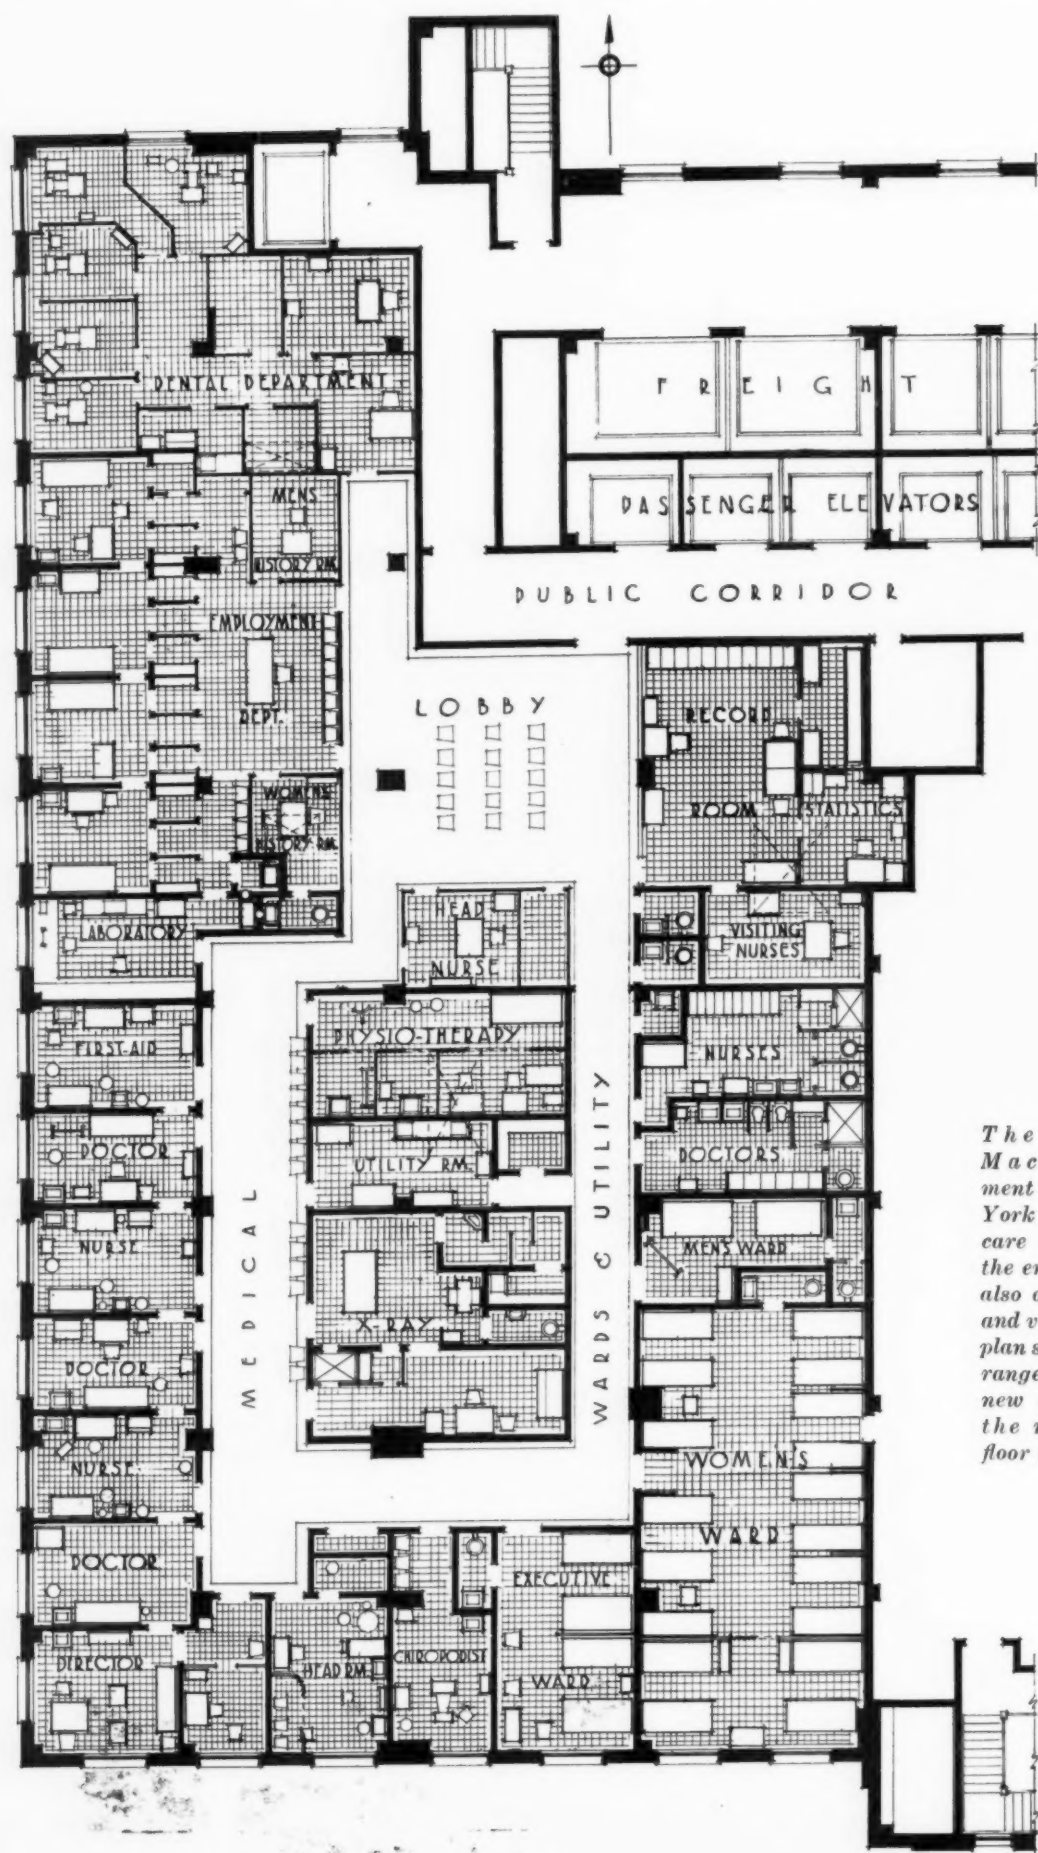 DENTAL DEPARTMENT
FREIGHT
MENS
HISTORY RM.
PASSENGER ELEVATORS
PUBLIC CORRIDOR
EMPLOYMENT
DEPT.
LOBBY
RECORD
ROOM
STATISTICS
WOMENS
HISTORY RM.
LABORATORY
HEAD
NURSE
VISITING
NURSES
FIRST-AID
PHYSIO-THERAPY
NURSES
DOCTOR
UTILITY RM.
DOCTORS
MEDICAL
WARDS & UTILITY
NURSE
MEN'S WARD
X-RAY
DOCTOR
NURSE
WOMEN'S
WARD
DOCTOR
EXECUTIVE
WARD
DIRECTOR
HEAD RM.
CHIROPODIST
The
Mac
ment
York
care
the en
also c
and v
plans
range
new
the r
floor